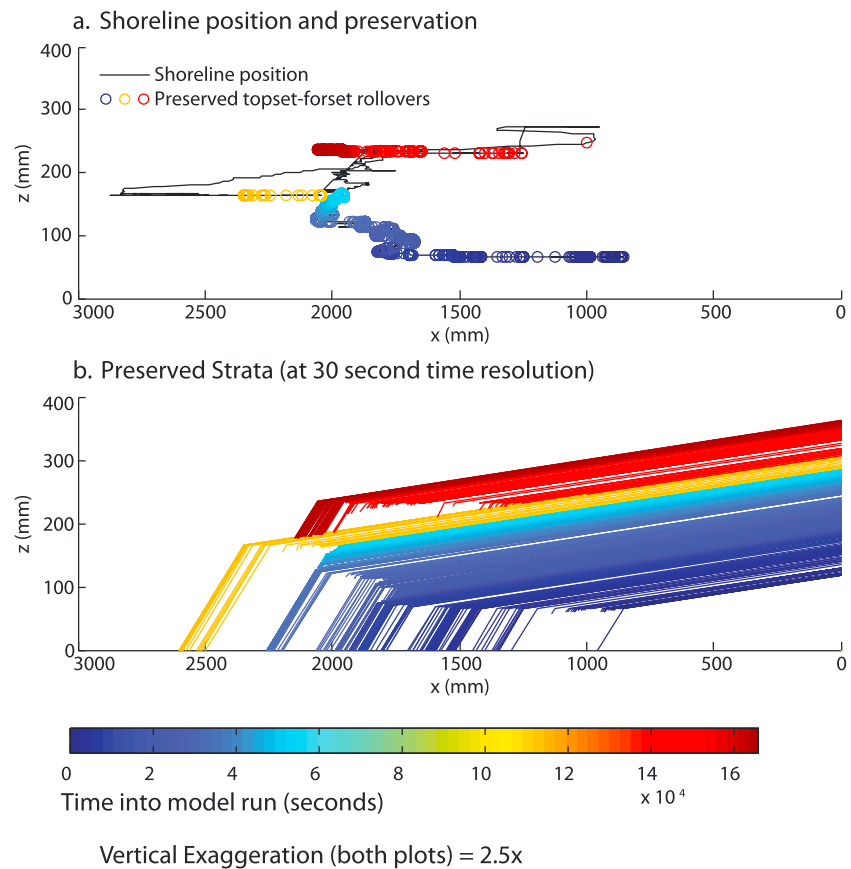 a. Shoreline position and preservation
400
300
200
100
0
z (mm)
Shoreline position
Preserved topset-forset rollovers
3000 2500 2000 1500 1000 500 0
x (mm)
b. Preserved Strata (at 30 second time resolution)
400
300
200
100
0
z (mm)
3000 2500 2000 1500 1000 500 0
x (mm)
0 2 4 6 8 10 12 14 16
Time into model run (seconds)
x 10 4
Vertical Exaggeration (both plots) = 2.5x